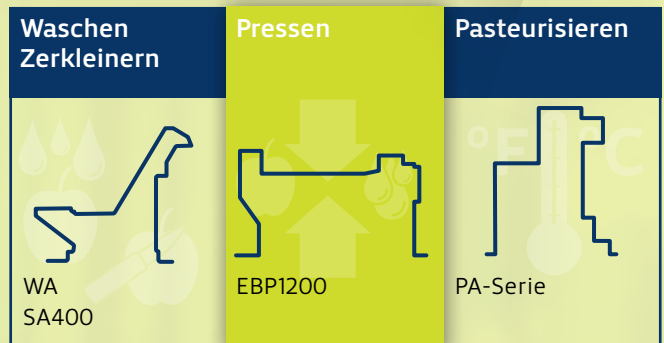 Waschen
Zerkleinern
Pressen
Pasteurisieren
°F °C
WA
SA400
EBP1200
PA-Serie